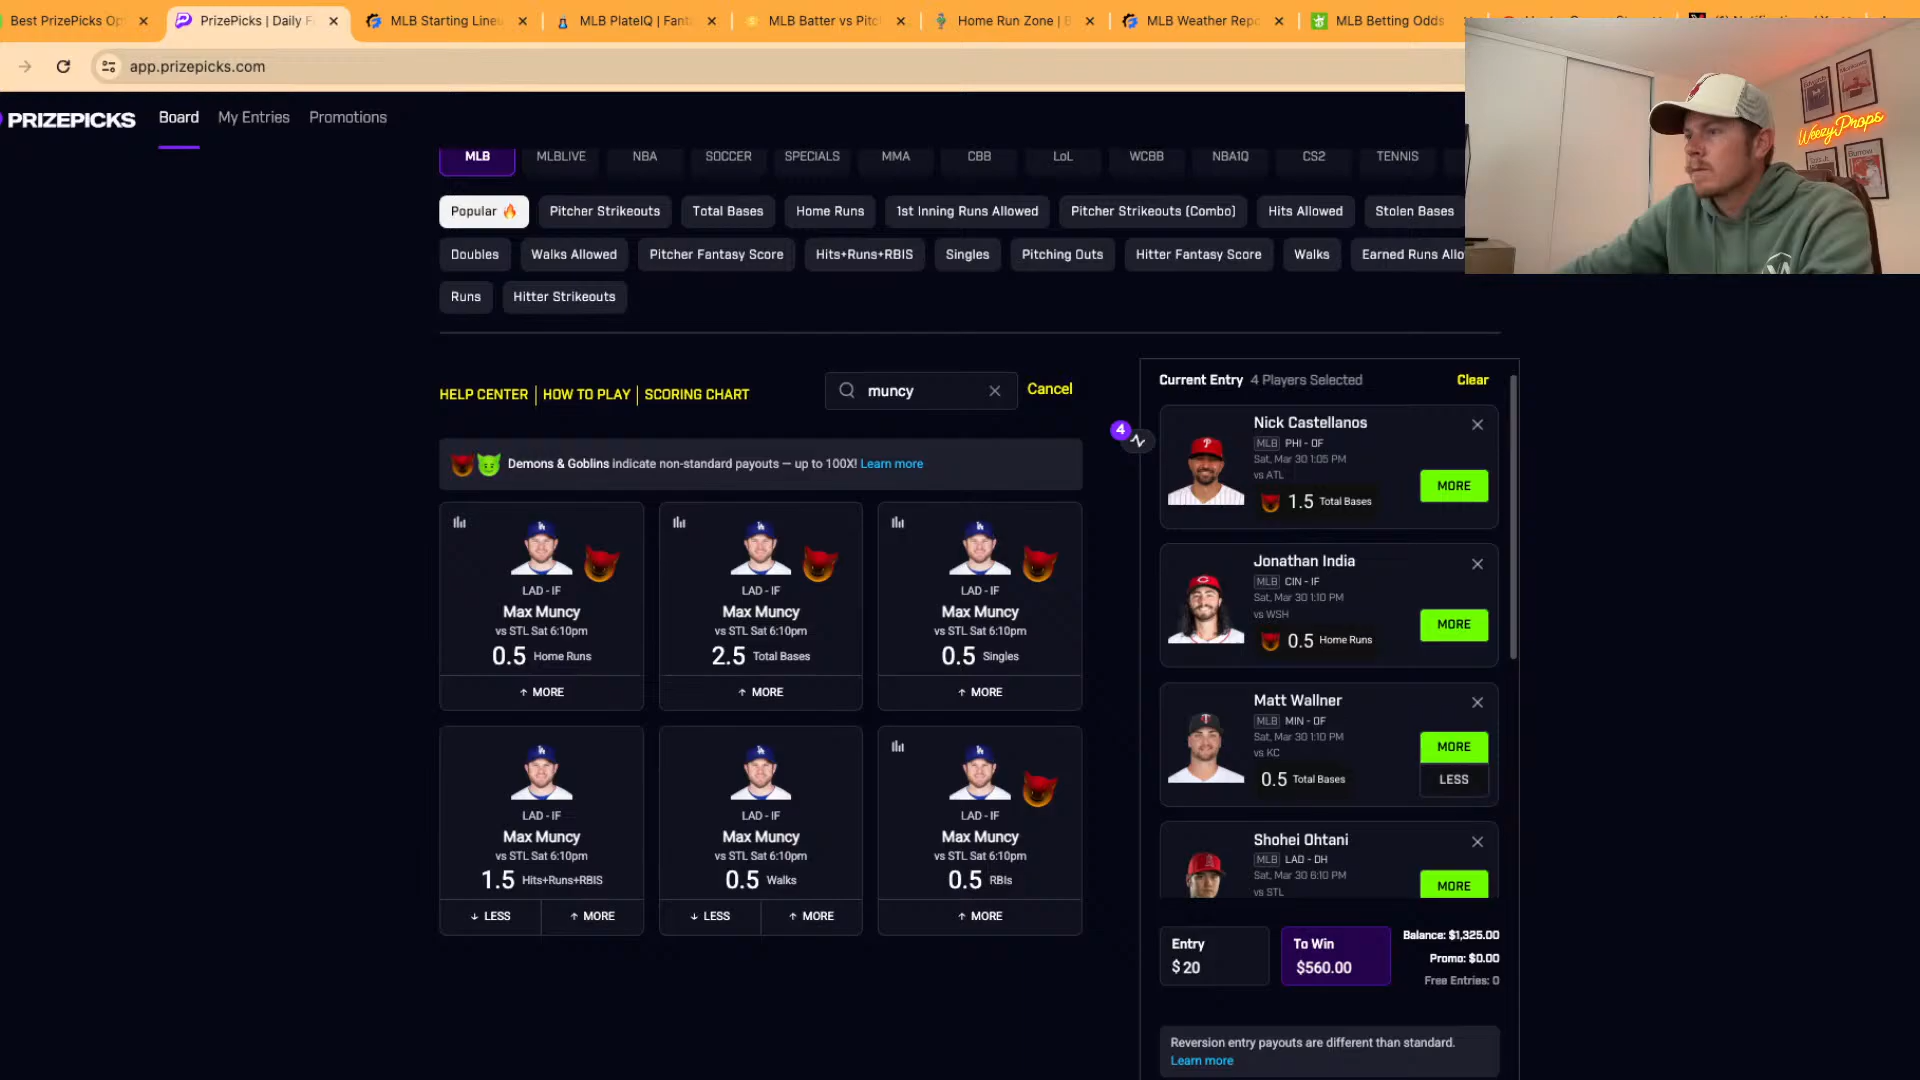 Best PrizePicks Op
PrizePicks | Daily F
MLB Starting Lineu
MLB PlateIQ | Fant
MLB Batter vs Pitc
Home Run Zone | B
MLB Weather Repo
MLB Betting Odds
app.prizepicks.com
PRIZEPICKS
Board
My Entries
Promotions
MLB
MLBLIVE
NBA
SOCCER
SPECIALS
MMA
CBB
LoL
WCBB
NBA1Q
CS2
TENNIS
Popular
Pitcher Strikeouts
Total Bases
Home Runs
1st Inning Runs Allowed
Pitcher Strikeouts (Combo)
Hits Allowed
Stolen Bases
Doubles
Walks Allowed
Pitcher Fantasy Score
Hits+Runs+RBIS
Singles
Pitching Outs
Hitter Fantasy Score
Walks
Earned Runs Allo
Runs
Hitter Strikeouts
WeezyProps
Burrow
HELP CENTER | HOW TO PLAY | SCORING CHART
muncy
Cancel
Demons & Goblins indicate non-standard payouts — up to 100X! Learn more
LAD - IF
Max Muncy
vs STL Sat 6:10pm
0.5 Home Runs
↑ MORE
LAD - IF
Max Muncy
vs STL Sat 6:10pm
2.5 Total Bases
↑ MORE
LAD - IF
Max Muncy
vs STL Sat 6:10pm
0.5 Singles
↑ MORE
LAD - IF
Max Muncy
vs STL Sat 6:10pm
1.5 Hits+Runs+RBIS
↓ LESS
↑ MORE
LAD - IF
Max Muncy
vs STL Sat 6:10pm
0.5 Walks
↓ LESS
↑ MORE
LAD - IF
Max Muncy
vs STL Sat 6:10pm
0.5 RBIs
↑ MORE
Current Entry 4 Players Selected
Clear
4
Nick Castellanos
MLB PHI - OF
Sat, Mar 30 1:05 PM
vs ATL
1.5 Total Bases
MORE
Jonathan India
MLB CIN - IF
Sat, Mar 30 1:10 PM
vs WSH
0.5 Home Runs
MORE
Matt Wallner
MLB MIN - OF
Sat, Mar 30 1:10 PM
vs KC
0.5 Total Bases
MORE
LESS
Shohei Ohtani
MLB LAD - DH
Sat, Mar 30 6:10 PM
vs STL
MORE
Entry
$ 20
To Win
$560.00
Balance: $1,325.00
Promo: $0.00
Free Entries: 0
Reversion entry payouts are different than standard.
Learn more